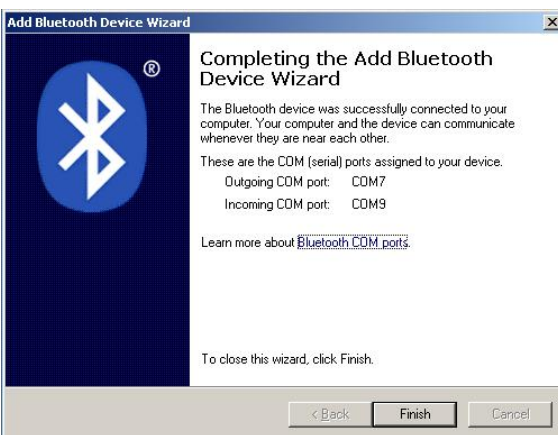 Add Bluetooth Device Wizard
®
Completing the Add Bluetooth
Device Wizard
The Bluetooth device was successfully connected to your
computer. Your computer and the device can communicate
whenever they are near each other.
These are the COM (serial) ports assigned to your device.
Outgoing COM port: COM7
Incoming COM port: COM9
Learn more about Bluetooth COM ports.
To close this wizard, click Finish.
< Back Finish Cancel